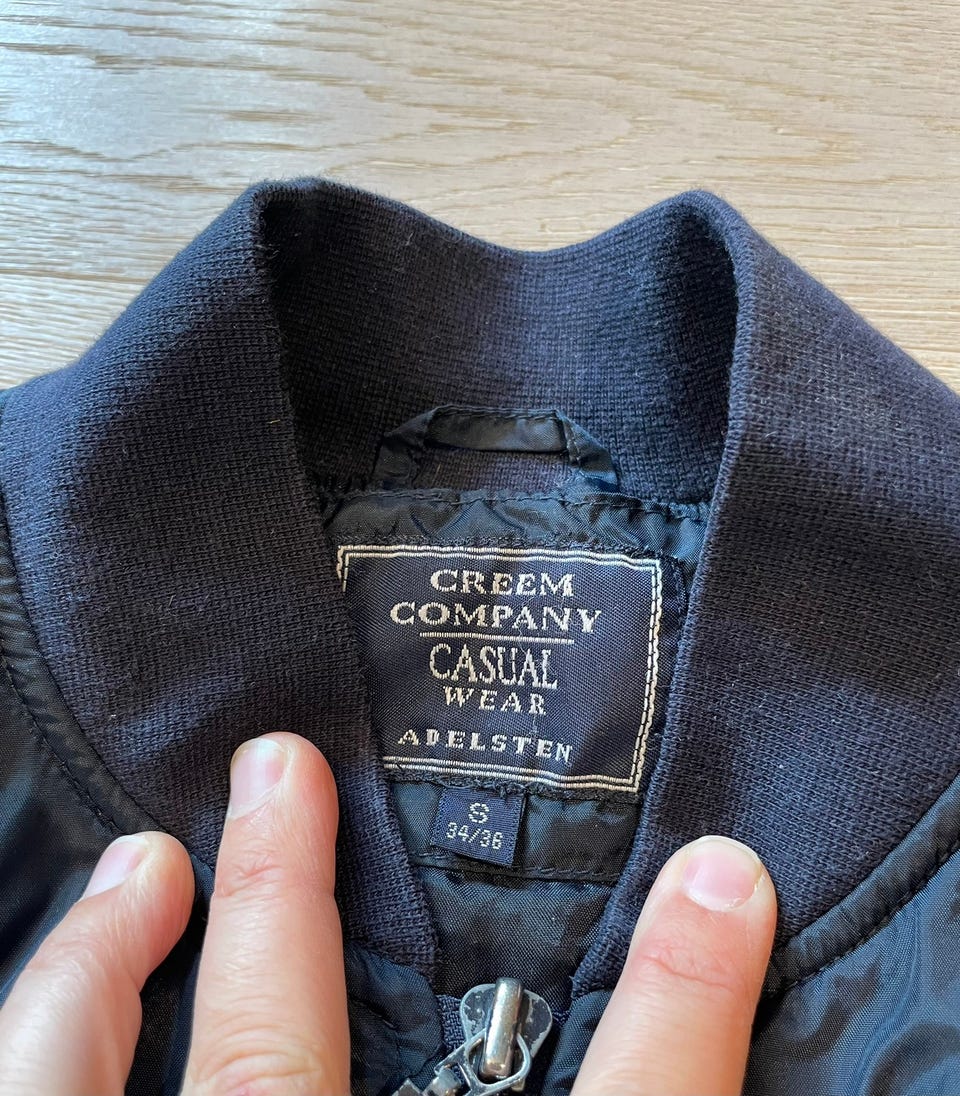 CREEM
COMPANY
CASUAL
WEAR
ADELSTEN
S
34/36